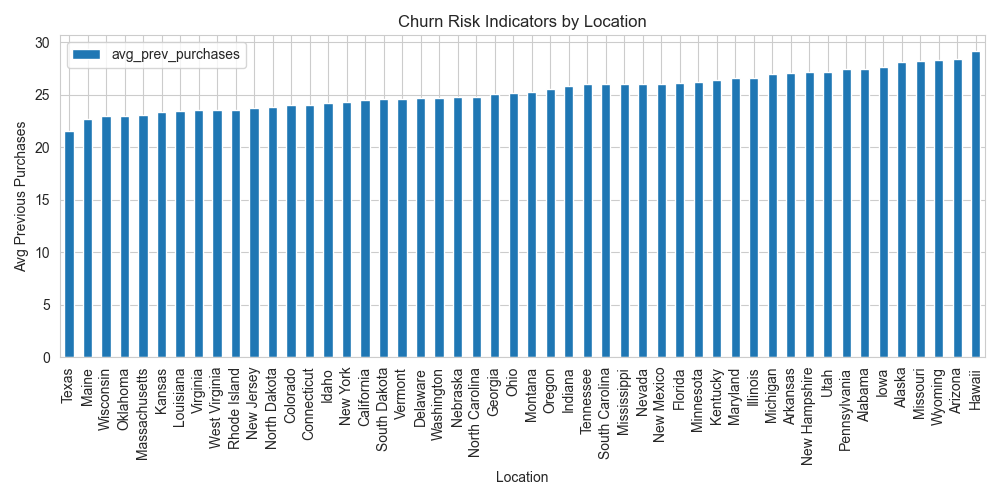 Churn Risk Indicators by Location
avg_prev_purchases
Avg Previous Purchases
30
25
20
15
10
5
0
Texas
Maine
Wisconsin
Oklahoma
Massachusetts
Kansas
Louisiana
Virginia
West Virginia
Rhode Island
New Jersey
North Dakota
Colorado
Connecticut
Idaho
New York
California
South Dakota
Vermont
Delaware
Washington
Nebraska
North Carolina
Georgia
Ohio
Montana
Oregon
Indiana
Tennessee
South Carolina
Mississippi
Nevada
New Mexico
Florida
Minnesota
Kentucky
Maryland
Illinois
Michigan
Arkansas
New Hampshire
Utah
Pennsylvania
Alabama
Iowa
Alaska
Missouri
Wyoming
Arizona
Hawaii
Location